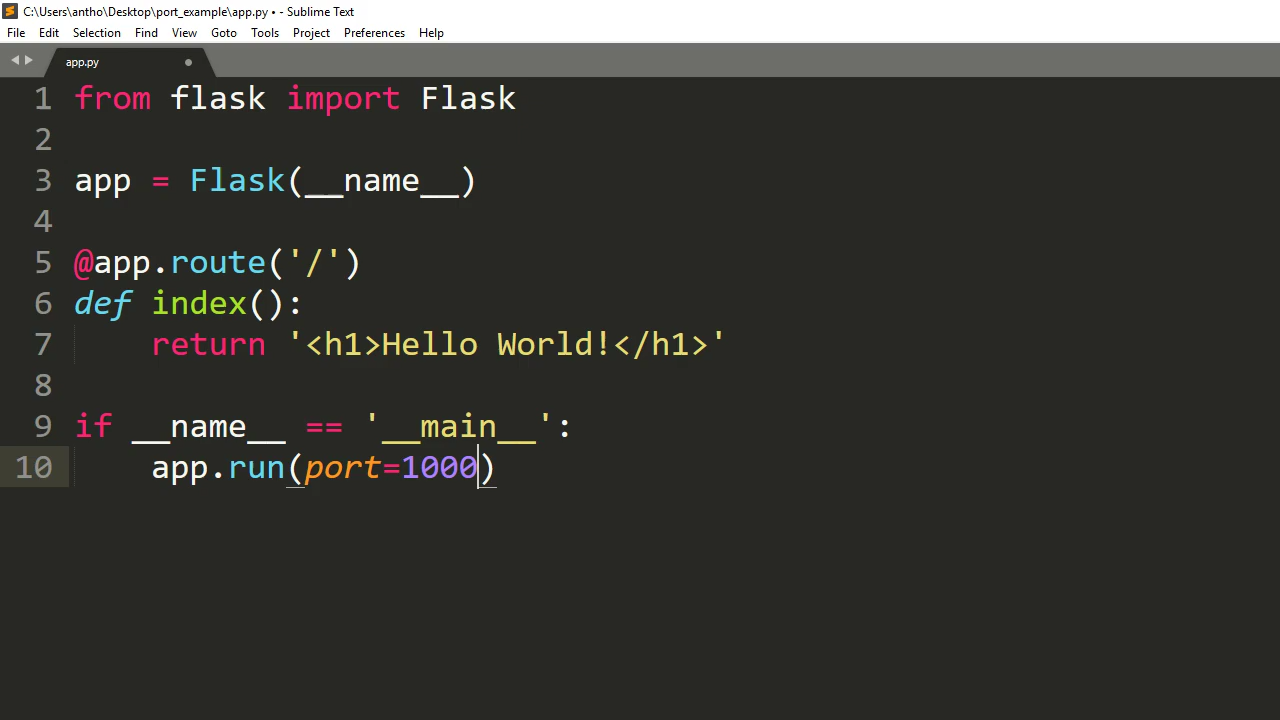 C:\Users\antho\Desktop\port_example\app.py • - Sublime Text
File Edit Selection Find View Goto Tools Project Preferences Help
app.py
1 from flask import Flask
2
3 app = Flask(__name__)
4
5 @app.route('/')
6 def index():
7     return '<h1>Hello World!</h1>'
8
9 if __name__ == '__main__':
10     app.run(port=1000)